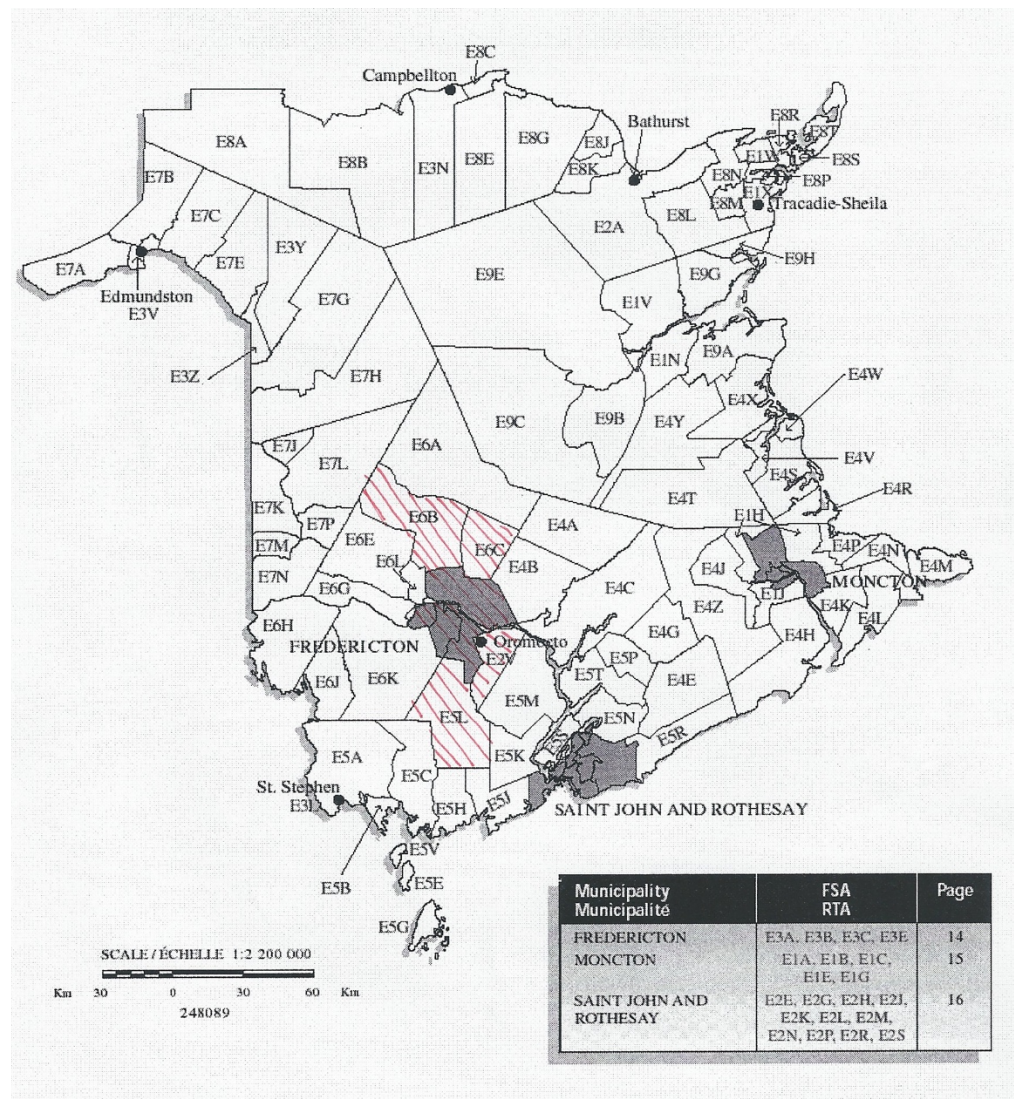 E8C
Campbellton
E8R
E8A
Bathurst
E8T
E8G
E8J
E8B
E3N
E8E
E1W
E8S
E7B
E8K
E8N
E8P
E1X
E7C
E8M
Tracadie-Sheila
E8L
E2A
E3Y
E9H
E7A
E7E
E9E
E9G
Edmundston
E3V
E7G
E1V
E9A
E1N
E3Z
E7H
E4W
E4X
E9C
E9B
E4Y
E7J
E6A
E4V
E7L
E4S
E4R
E4T
E7K
E6B
E1H
E7P
E4A
E6E
E7M
E6C
E4P
E4N
E6L
E4B
E4J
E4M
E7N
MONCTON
E6G
E4C
E1J
E4Z
E4K
E4L
E6H
FREDERICTON
Oromocto
E2V
E4G
E4H
E5P
E5T
E6J
E6K
E4E
E5M
E5L
E5N
E5R
E5A
E5K
E5S
E5C
St. Stephen
E3L
E5H
E5J
SAINT JOHN AND ROTHESAY
E5V
E5B
E5E
E5G
SCALE / ÉCHELLE 1:2 200 000
Km 30 0 30 60 Km
248089
Municipality FSA Page
Municipalité RTA
FREDERICTON E3A, E3B, E3C, E3E 14
MONCTON E1A, E1B, E1C, 15
E1E, E1G
SAINT JOHN AND E2E, E2G, E2H, E2J, 16
ROTHESAY E2K, E2L, E2M,
E2N, E2P, E2R, E2S